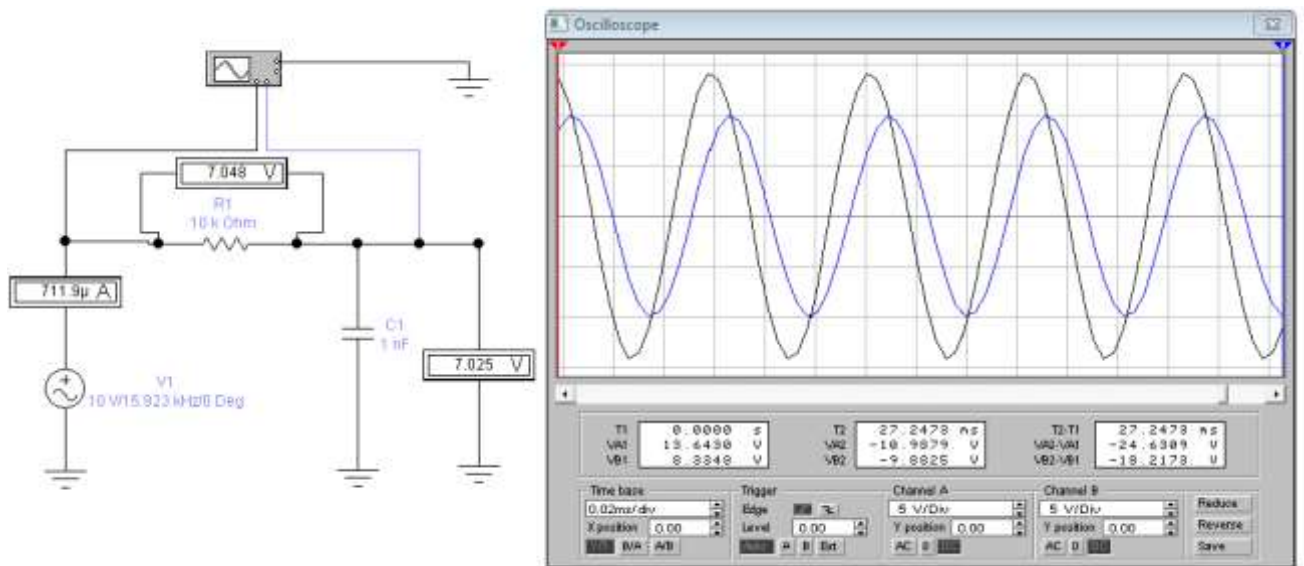 7.048 V
R1
10 k Ohm
711.9µ A
C1
1 nF
7.025 V
V1
10 V/15.923 kHz/0 Deg
Oscilloscope
T1 0.0000 s
VA1 13.6430 V
VB1 8.3348 V
T2 27.2473 ms
VA2 -10.9879 V
VB2 -9.8825 V
T2-T1 27.2473 ms
VA2-VA1 -24.6309 V
VB2-VB1 -18.2173 V
Time base
0.02ms/div
X position 0.00
B/A A/B
Trigger
Edge
Level 0.00
Auto A B Ext
Channel A
5 V/Div
Y position 0.00
AC 0
Channel B
5 V/Div
Y position 0.00
AC 0
Reduce
Reverse
Save